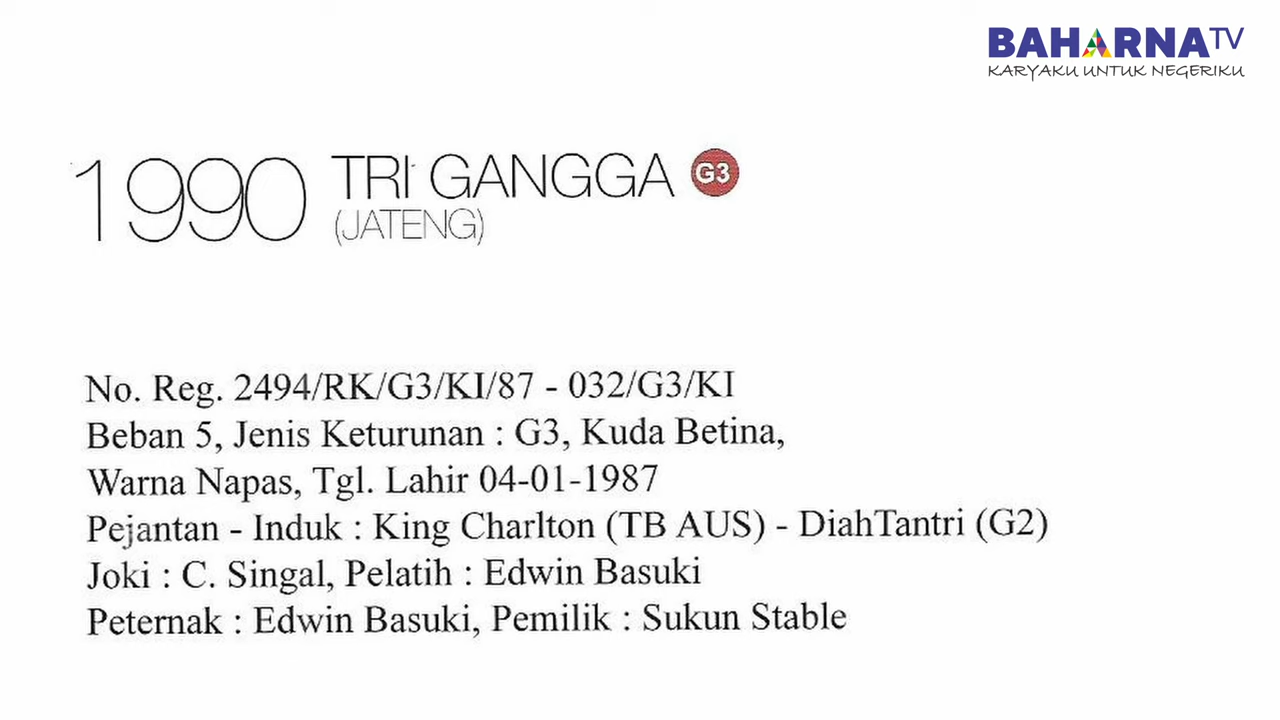 BAHARNA TV
KARYAKU UNTUK NEGERIKU
1990 TRI GANGGA G3
(JATENG)
No. Reg. 2494/RK/G3/KI/87 - 032/G3/KI
Beban 5, Jenis Keturunan : G3, Kuda Betina,
Warna Napas, Tgl. Lahir 04-01-1987
Pejantan - Induk : King Charlton (TB AUS) - DiahTantri (G2)
Joki : C. Singal, Pelatih : Edwin Basuki
Peternak : Edwin Basuki, Pemilik : Sukun Stable